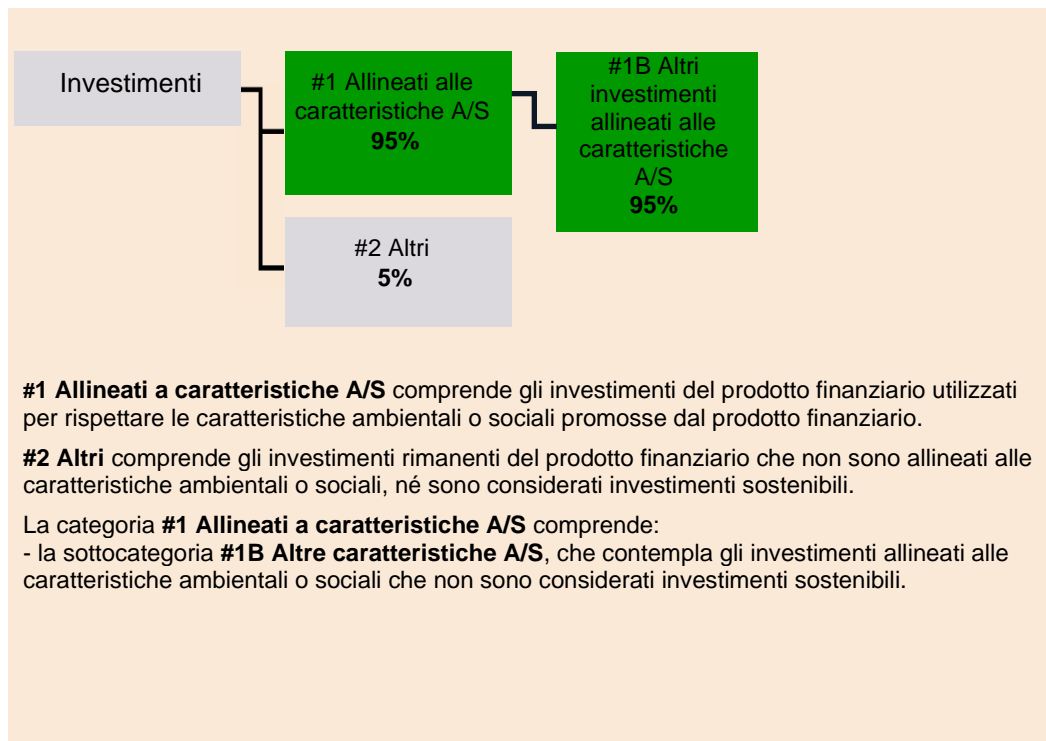 Investimenti
#1 Allineati alle
caratteristiche A/S
95%
#1B Altri
investimenti
allineati alle
caratteristiche
A/S
95%
#2 Altri
5%
#1 Allineati a caratteristiche A/S comprende gli investimenti del prodotto finanziario utilizzati
per rispettare le caratteristiche ambientali o sociali promosse dal prodotto finanziario.
#2 Altri comprende gli investimenti rimanenti del prodotto finanziario che non sono allineati alle
caratteristiche ambientali o sociali, né sono considerati investimenti sostenibili.
La categoria #1 Allineati a caratteristiche A/S comprende:
- la sottocategoria #1B Altre caratteristiche A/S, che contempla gli investimenti allineati alle
caratteristiche ambientali o sociali che non sono considerati investimenti sostenibili.